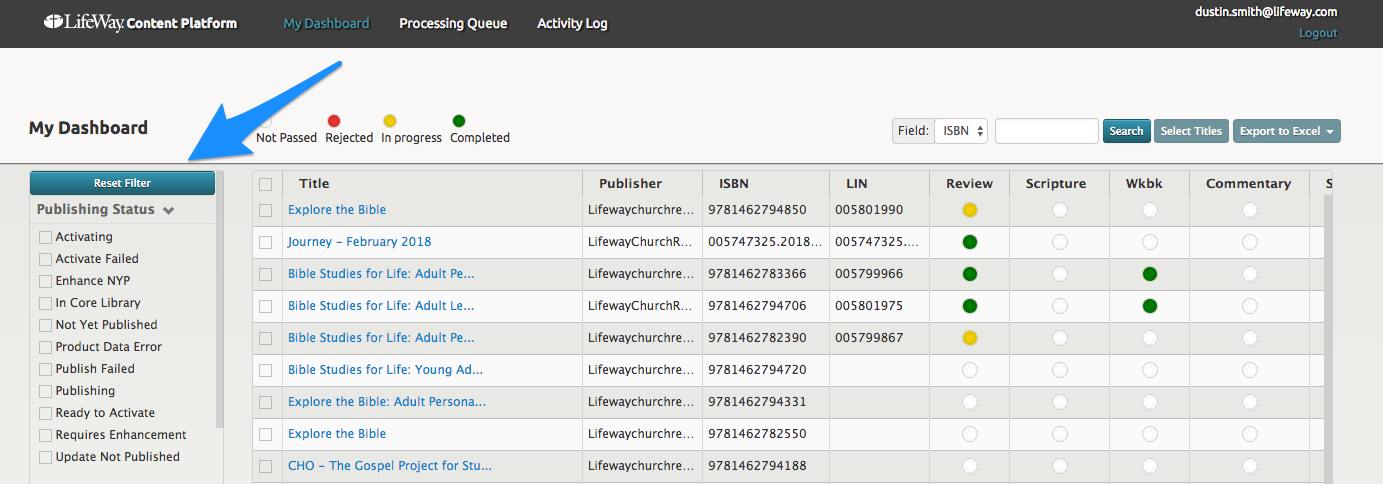 LifeWay Content Platform My Dashboard Processing Queue Activity Log dustin.smith@lifeway.com
Logout
My Dashboard Not Passed Rejected In progress Completed Field: ISBN Search Select Titles Export to Excel
Reset Filter
Publishing Status
Activating
Activate Failed
Enhance NYP
In Core Library
Not Yet Published
Product Data Error
Publish Failed
Publishing
Ready to Activate
Requires Enhancement
Update Not Published
Title Publisher ISBN LIN Review Scripture Wkbk Commentary S
Explore the Bible Lifewaychurchre... 9781462794850 005801990
Journey - February 2018 LifewayChurchR... 005747325.2018... 005747325....
Bible Studies for Life: Adult Pe... Lifewaychurchre... 9781462783366 005799966
Bible Studies for Life: Adult Le... LifewayChurchR... 9781462794706 005801975
Bible Studies for Life: Adult Pe... Lifewaychurchre... 9781462782390 005799867
Bible Studies for Life: Young Ad... Lifewaychurchre... 9781462794720
Explore the Bible: Adult Persona... Lifewaychurchre... 9781462794331
Explore the Bible Lifewaychurchre... 9781462782550
CHO - The Gospel Project for Stu... Lifewaychurchre... 9781462794188